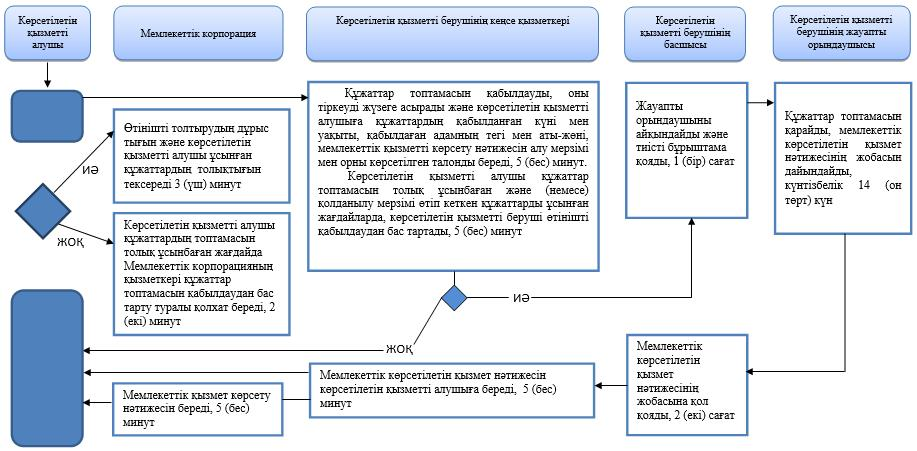 Көрсетілетін
қызметті
алушы
Мемлекеттік корпорация
Көрсетілетін қызметті берушінің кеңсе қызметкері
Көрсетілетін
қызметті берушінің
басшысы
Көрсетілетін қызметті
берушінің жауапты
орындаушысы
Өтінішті толтырудың дұрыс
тығын және көрсетілетін
қызметті алушы ұсынған
құжаттардың толықтығын
тексереді 3 (үш) минут
ИӘ
ЖОҚ
Көрсетілетін қызметті алушы
құжаттардың топтамасын
толық ұсынбаған жағдайда
Мемлекеттік корпорацияның
қызметкері құжаттар
топтамасын қабылдаудан бас
тарту туралы қолхат береді, 2
(екі) минут
Құжаттар топтамасын қабылдауды, оны
тіркеуді жүзеге асырады және көрсетілетін қызметті
алушыға құжаттардың қабылданған күні мен
уақыты, қабылдаған адамның тегі мен аты-жөні,
мемлекеттік қызметті көрсету нәтижесін алу мерзімі
мен орны көрсетілген талонды береді, 5 (бес) минут.
Көрсетілетін қызметті алушы құжаттар
топтамасын толық ұсынбаған және (немесе)
қолданылу мерзімі өтіп кеткен құжаттарды ұсынған
жағдайларда, көрсетілетін қызметті беруші өтінішті
қабылдаудан бас тартады, 5 (бес) минут
Жауапты
орындаушыны
айқындайды және
тиісті бұрыштама
қояды, 1 (бір) сағат
Құжаттар топтамасын
қарайды, мемлекеттік
көрсетілетін қызмет
нәтижесінің жобасын
дайындайды,
күнтізбелік 14 (он
төрт) күн
ИӘ
ЖОҚ
Мемлекеттік
көрсетілетін
қызмет
нәтижесінің
жобасына қол
қояды, 2 (екі) сағат
Мемлекеттік көрсетілетін қызмет нәтижесін
көрсетілетін қызметті алушыға береді, 5 (бес)
минут
Мемлекеттік қызмет көрсету
нәтижесін береді, 5 (бес)
минут